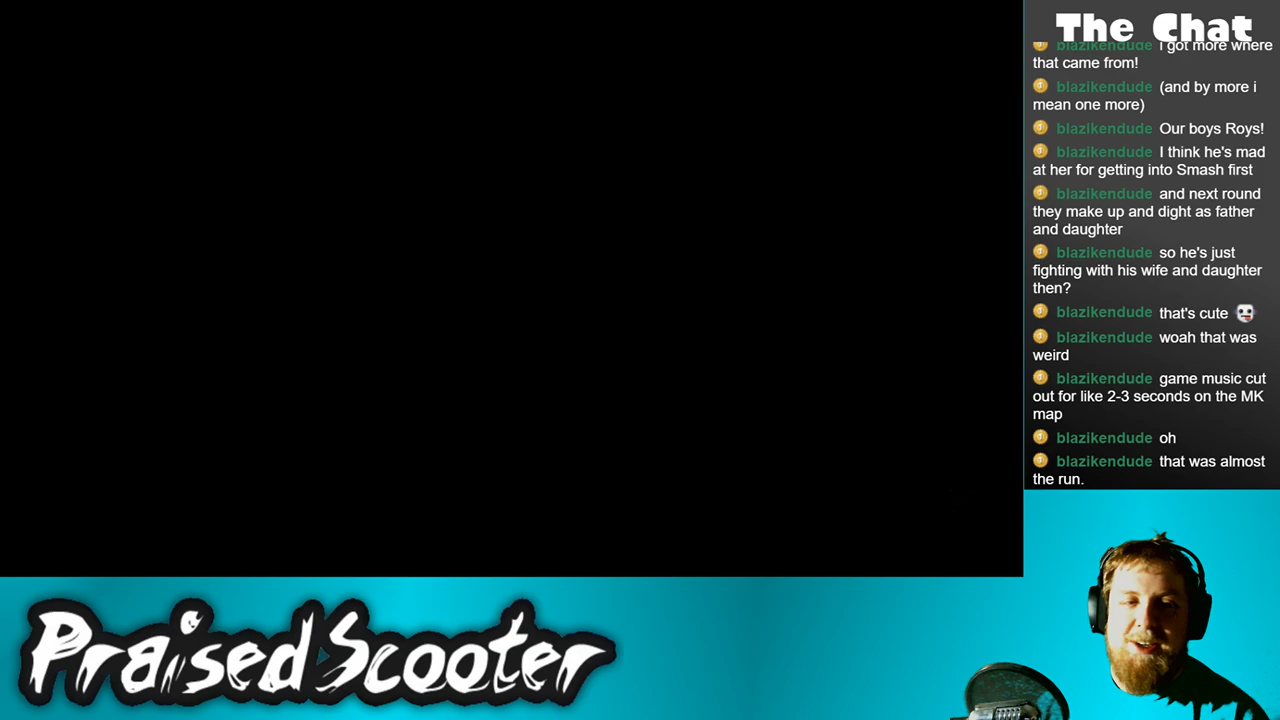 The Chat
blazikendude I got more where
that came from!
blazikendude (and by more i
mean one more)
blazikendude Our boys Roys!
blazikendude I think he's mad
at her for getting into Smash first
blazikendude and next round
they make up and dight as father
and daughter
blazikendude so he's just
fighting with his wife and daughter
then?
blazikendude that's cute
blazikendude woah that was
weird
blazikendude game music cut
out for like 2-3 seconds on the MK
map
blazikendude oh
blazikendude that was almost
the run.
PraisedScooter